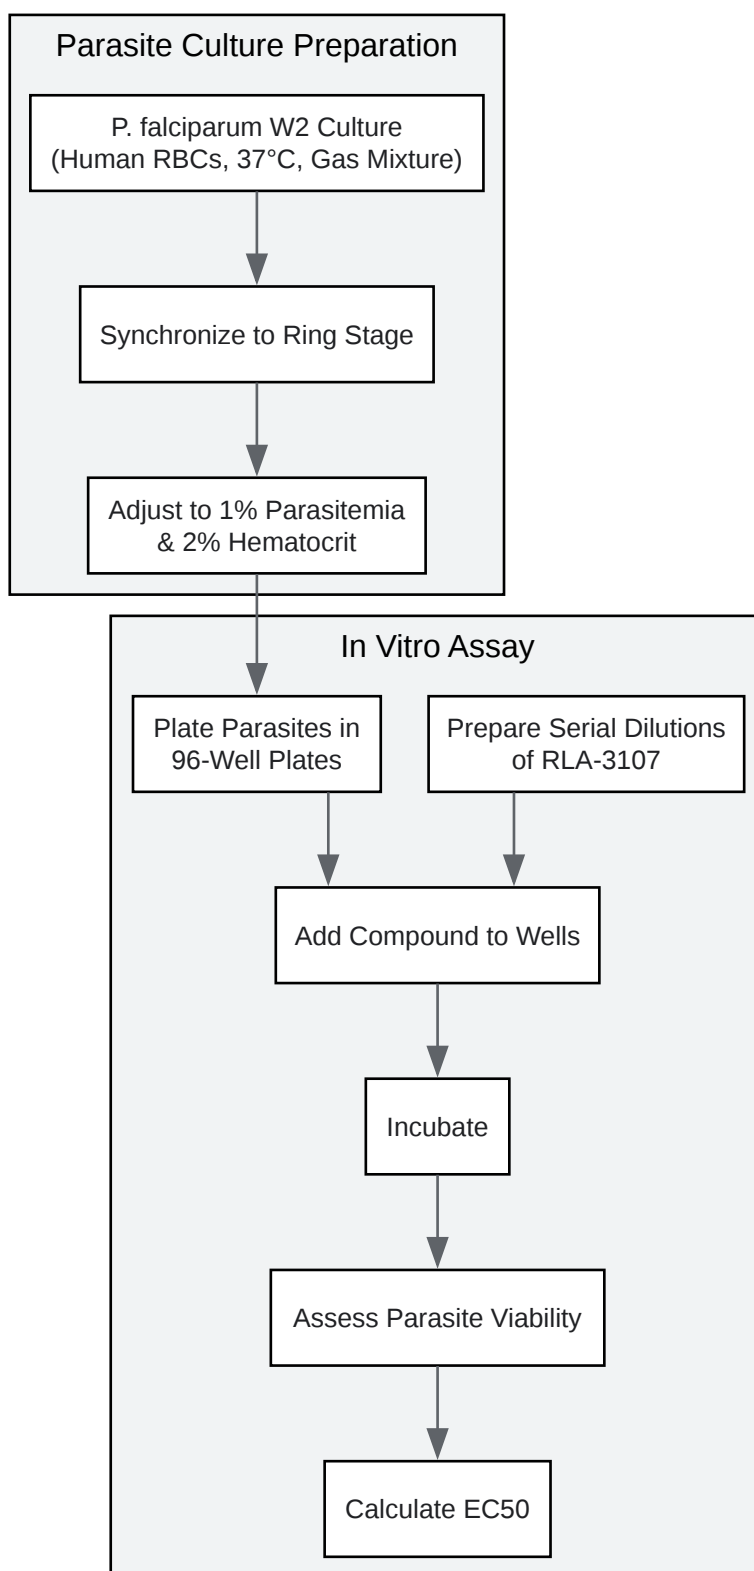 Parasite Culture Preparation
P. falciparum W2 Culture
(Human RBCs, 37°C, Gas Mixture)
Synchronize to Ring Stage
Adjust to 1% Parasitemia
& 2% Hematocrit
In Vitro Assay
Plate Parasites in
96-Well Plates
Prepare Serial Dilutions
of RLA-3107
Add Compound to Wells
Incubate
Assess Parasite Viability
Calculate EC50